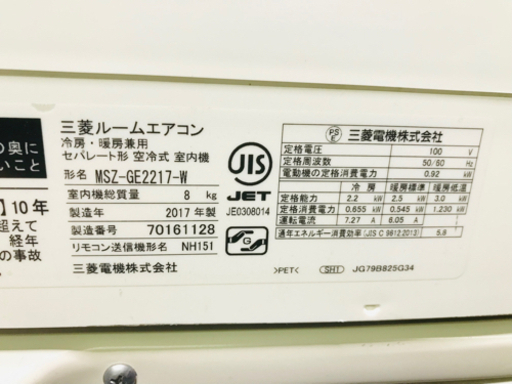 の奥に
いこと
】10年
超えて
経年
の事故
三菱ルームエアコン
冷房・暖房兼用
セパレート形 空冷式 室内機
形名 MSZ-GE2217-W
室内機総質量 8 kg
製造年 2017 年製
製造番号 70161128
リモコン送信機形名 NH151
三菱電機株式会社
JIS
JET
JE0308014
G
PS
E
三菱電機株式会社
定格電圧 100 V
定格周波数 50/60 Hz
電動機の定格消費電力 0.92 kW
冷 房 暖房標準 暖房低温
定格能力 2.2 kW 2.5 kW 3.0 kW
定格消費電力 0.655 kW 0.545 kW 1.230 kW
運転電流 7.27 A 6.05 A
通年エネルギー消費効率(JIS C 9612:2013) 5.8
>PET< SH1 JG79B825G34